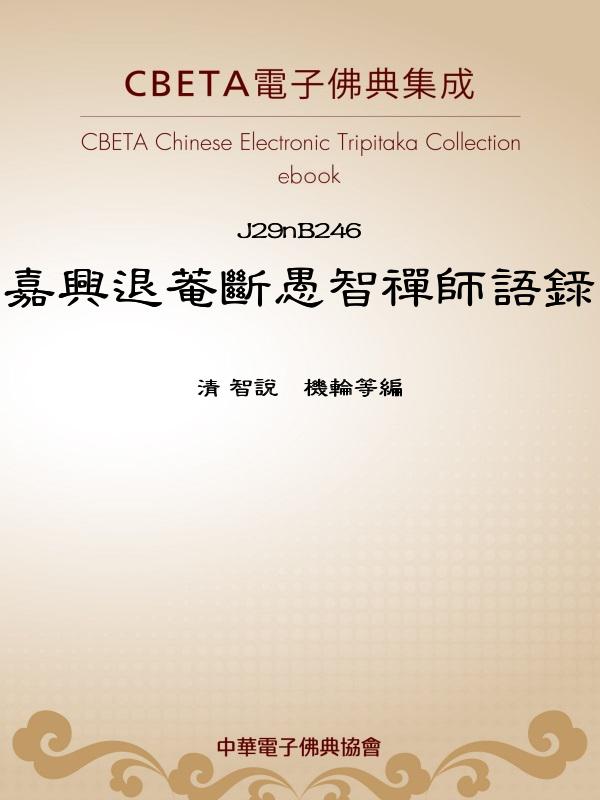 CBETA電子佛典集成
CBETA Chinese Electronic Tripitaka Collection
ebook
J29nB246
嘉興退菴斷愚智禪師語錄
清 智說　機輪等編
中華電子佛典協會